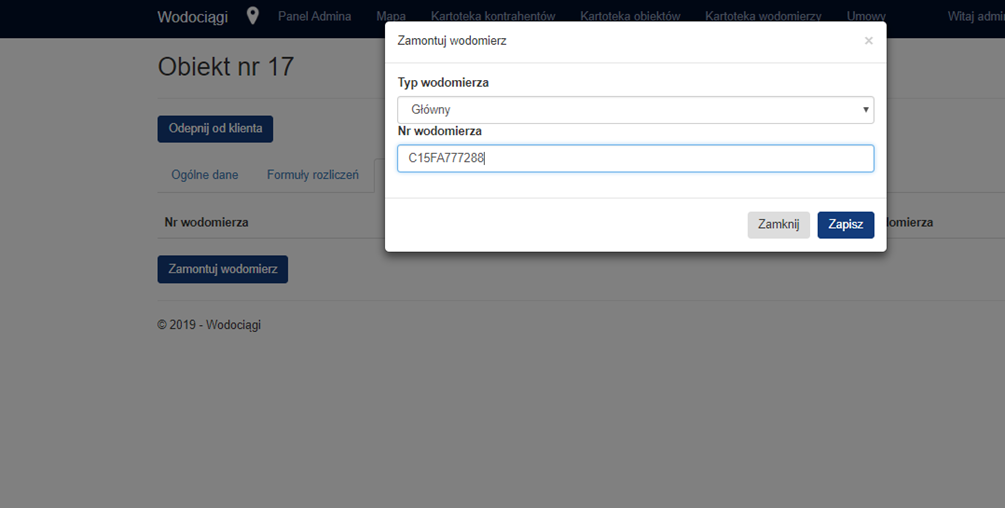 Wodociągi Panel Admina Mapa Kartoteka kontrahentów Kartoteka obiektów Kartoteka wodomierzy Umowy Witaj admi
Zamontuj wodomierz ×
Obiekt nr 17
Typ wodomierza
Główny
Odepnij od klienta
Nr wodomierza
C15FA777288
Ogólne dane Formuły rozliczeń
Zamknij Zapisz
Nr wodomierza
Zamontuj wodomierz
© 2019 - Wodociągi